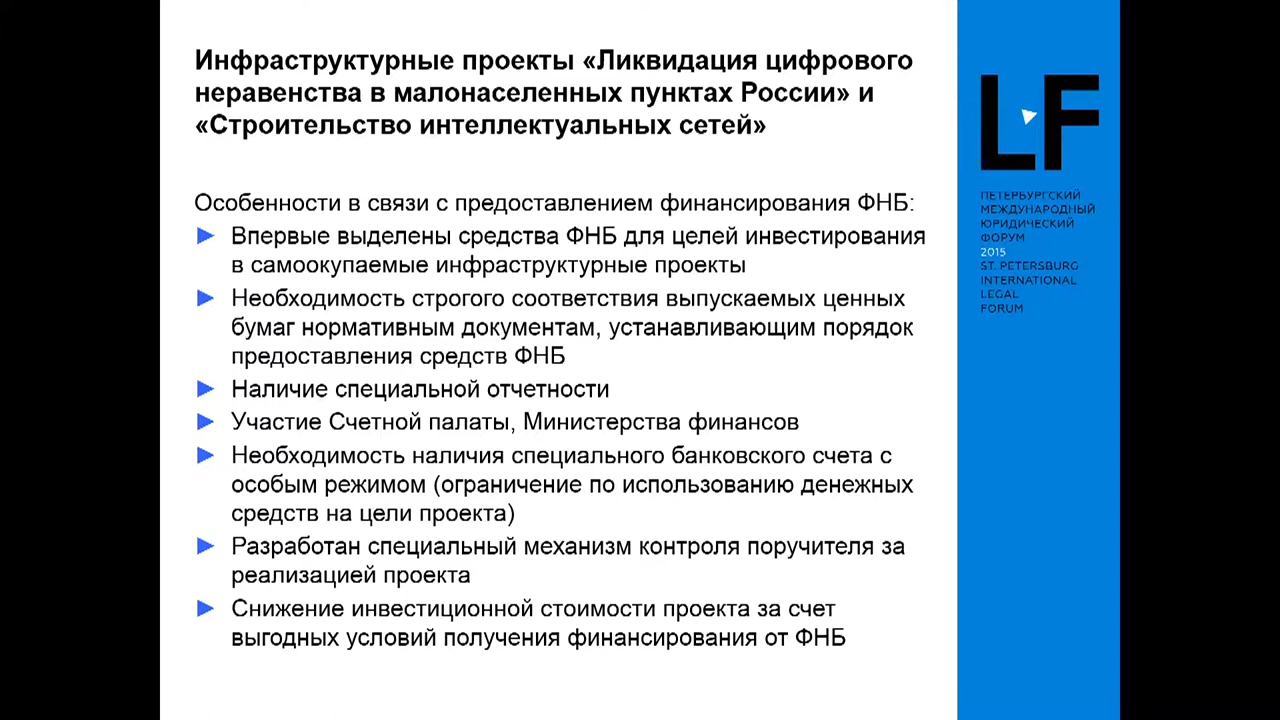 Инфраструктурные проекты «Ликвидация цифрового
неравенства в малонаселенных пунктах России» и
«Строительство интеллектуальных сетей»
Особенности в связи с предоставлением финансирования ФНБ:
Впервые выделены средства ФНБ для целей инвестирования
в самоокупаемые инфраструктурные проекты
Необходимость строгого соответствия выпускаемых ценных
бумаг нормативным документам, устанавливающим порядок
предоставления средств ФНБ
Наличие специальной отчетности
Участие Счетной палаты, Министерства финансов
Необходимость наличия специального банковского счета с
особым режимом (ограничение по использованию денежных
средств на цели проекта)
Разработан специальный механизм контроля поручителя за
реализацией проекта
Снижение инвестиционной стоимости проекта за счет
выгодных условий получения финансирования от ФНБ
LF
ПЕТЕРБУРГСКИЙ
МЕЖДУНАРОДНЫЙ
ЮРИДИЧЕСКИЙ
ФОРУМ
2015
ST. PETERSBURG
INTERNATIONAL
LEGAL
FORUM